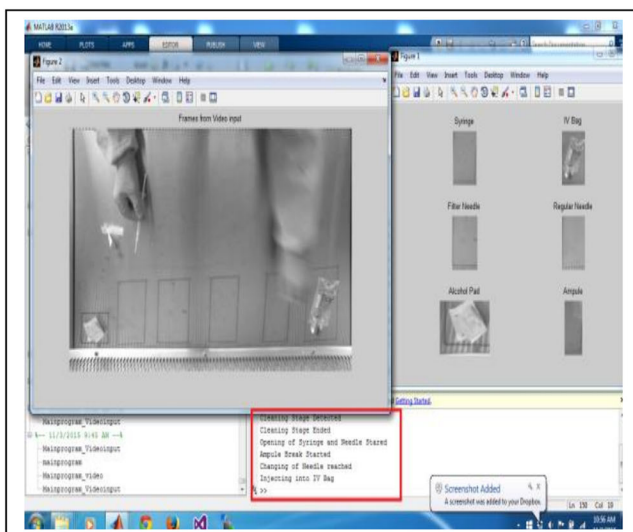 MATLAB R2013a
HOME PLOTS APPS EDITOR PUBLISH VIEW
Search Documentation
Figure 2
File Edit View Insert Tools Desktop Window Help
Frames from Video input
Figure 1
File Edit View Insert Tools Desktop Window Help
Syringe IV Bag
Filter Needle Regular Needle
Alcohol Pad Ampule
Getting Started.
Mainprogram_Videoinput
%-- 11/3/2015 9:41 AM --%
Mainprogram_Videoinput
mainprogram
Mainprogram_video
Mainprogram_Videoinput
Cleaning Stage Detected
Cleaning Stage Ended
Opening of Syringe and Needle Stared
Ampule Break Started
Changing of Needle reached
Injecting into IV Bag
>>
Screenshot Added
A screenshot was added to your Dropbox.
Ln 150 Col 10
10:56 AM